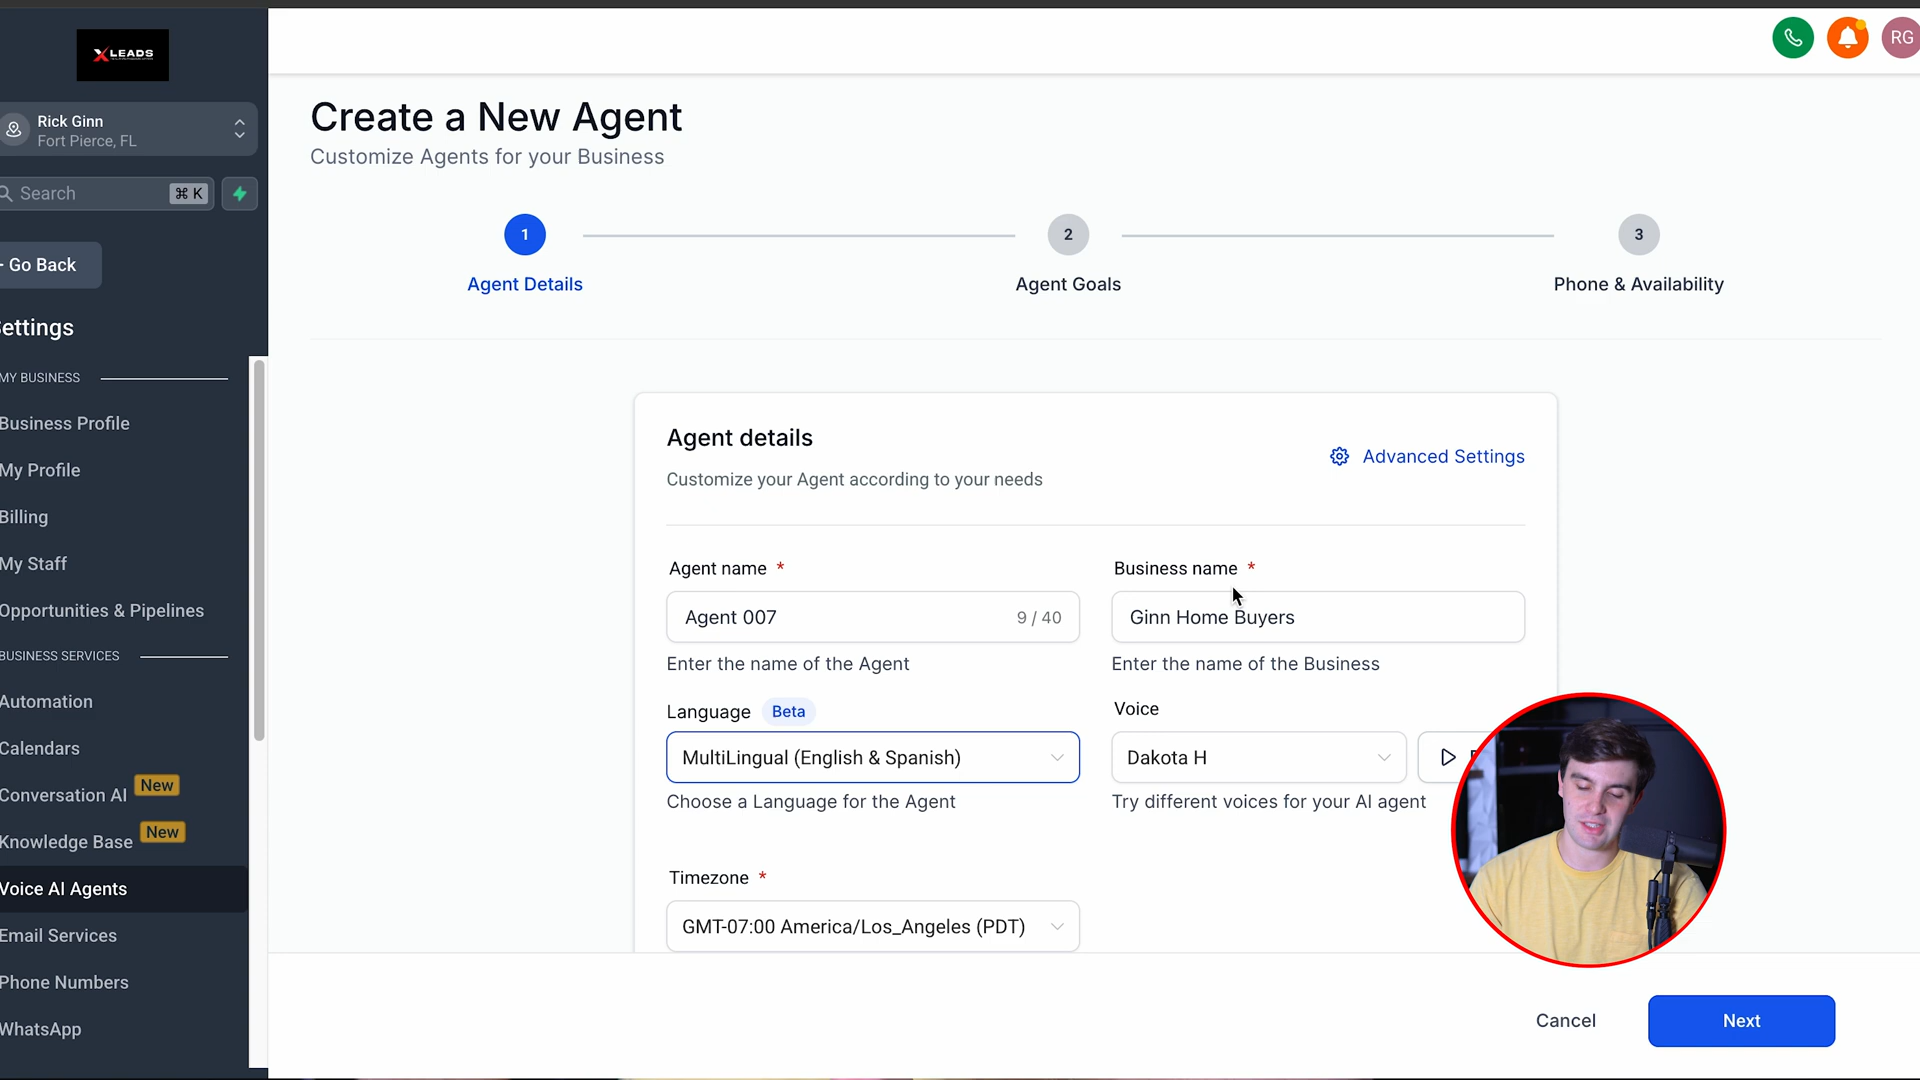 XLEADS
Rick Ginn
Fort Pierce, FL
Search
⌘ K
Go Back
ettings
MY BUSINESS
Business Profile
My Profile
Billing
My Staff
Opportunities & Pipelines
BUSINESS SERVICES
Automation
Calendars
Conversation AI New
Knowledge Base New
Voice AI Agents
Email Services
Phone Numbers
WhatsApp
RG
Create a New Agent
Customize Agents for your Business
1
2
3
Agent Details
Agent Goals
Phone & Availability
Agent details
Customize your Agent according to your needs
Advanced Settings
Agent name *
Business name *
Agent 007 9 / 40
Ginn Home Buyers
Enter the name of the Agent
Enter the name of the Business
Language Beta
Voice
MultiLingual (English & Spanish)
Dakota H
Choose a Language for the Agent
Try different voices for your AI agent
Timezone *
GMT-07:00 America/Los_Angeles (PDT)
Cancel
Next